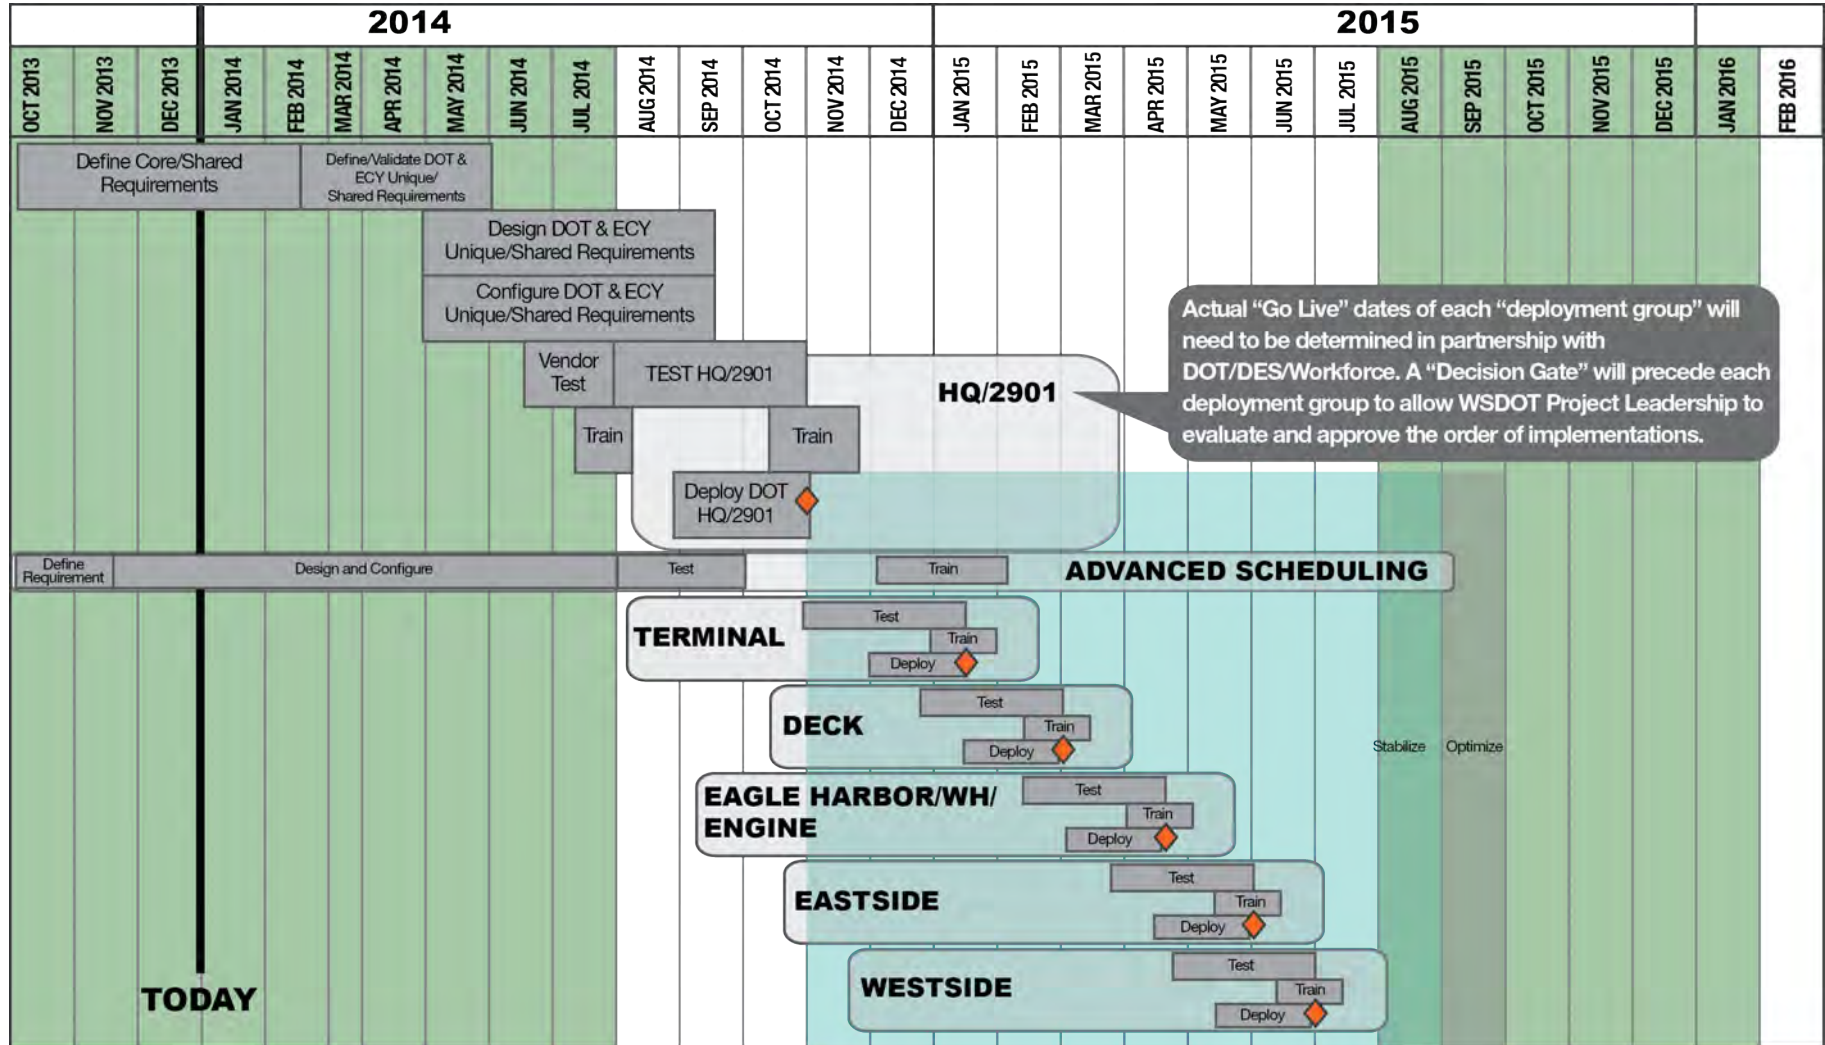 2014
2015
OCT 2013
NOV 2013
DEC 2013
JAN 2014
FEB 2014
MAR 2014
APR 2014
MAY 2014
JUN 2014
JUL 2014
AUG 2014
SEP 2014
OCT 2014
NOV 2014
DEC 2014
JAN 2015
FEB 2015
MAR 2015
APR 2015
MAY 2015
JUN 2015
JUL 2015
AUG 2015
SEP 2015
OCT 2015
NOV 2015
DEC 2015
JAN 2016
FEB 2016
Define Core/Shared
Requirements
Define/Validate DOT &
ECY Unique/
Shared Requirements
Design DOT & ECY
Unique/Shared Requirements
Configure DOT & ECY
Unique/Shared Requirements
Vendor
Test
TEST HQ/2901
HQ/2901
Train
Train
Deploy DOT
HQ/2901
Actual “Go Live” dates of each “deployment group” will
need to be determined in partnership with
DOT/DES/Workforce. A “Decision Gate” will precede each
deployment group to allow WSDOT Project Leadership to
evaluate and approve the order of implementations.
Define
Requirement
Design and Configure
Test
Train
ADVANCED SCHEDULING
TERMINAL
Test
Train
Deploy
DECK
Test
Train
Deploy
Stabilize
Optimize
EAGLE HARBOR/WH/
ENGINE
Test
Train
Deploy
EASTSIDE
Test
Train
Deploy
WESTSIDE
Test
Train
Deploy
TODAY